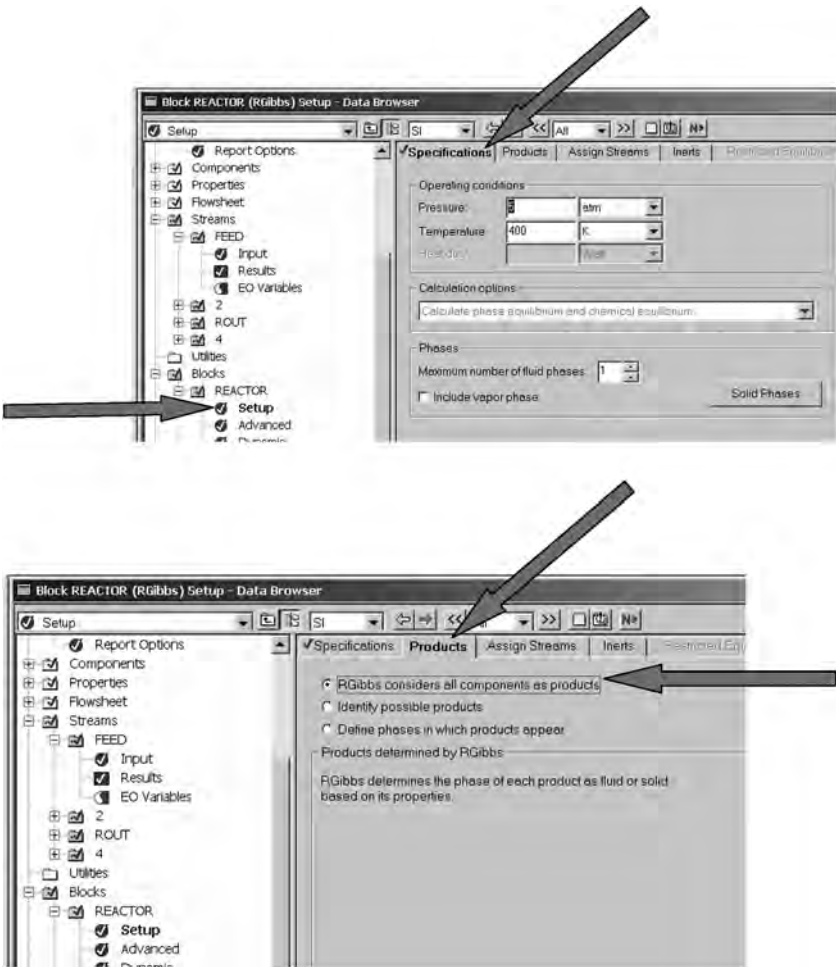 Block REACTOR (RGibbs) Setup - Data Browser
Setup
SI
<<
All
>>
N>
Report Options
Components
Properties
Flowsheet
Streams
FEED
Input
Results
EO Variables
2
ROUT
4
Utilities
Blocks
REACTOR
Setup
Advanced
Dynamic
Specifications
Products
Assign Streams
Inerts
Operating conditions
Pressure:
atm
Temperature
400
K
Heat duty
Watt
Calculation options
Calculate phase equilibrium and chemical equilibrium
Phases
Maximum number of fluid phases
1
Include vapor phase
Solid Phases
Block REACTOR (RGibbs) Setup - Data Browser
Setup
SI
<<
>>
N>
Report Options
Components
Properties
Flowsheet
Streams
FEED
Input
Results
EO Variables
2
ROUT
4
Utilities
Blocks
REACTOR
Setup
Advanced
Dynamic
Specifications
Products
Assign Streams
Inerts
RGibbs considers all components as products
Identify possible products
Define phases in which products appear
Products determined by RGibbs
RGibbs determines the phase of each product as fluid or solid
based on its properties.